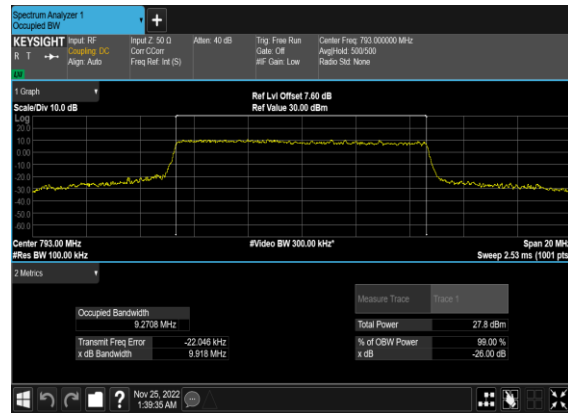 Spectrum Analyzer 1
Occupied BW
+
KEYSIGHT Input: RF Input Z: 50 Ω Atten: 40 dB Trig: Free Run Center Freq: 793.000000 MHz
R T Coupling: DC Corr CCorr Gate: Off Avg|Hold: 500/500
Align: Auto Freq Ref: Int (S) #IF Gain: Low Radio Std: None
1 Graph
Ref Lvl Offset 7.60 dB
Scale/Div 10.0 dB Ref Value 30.00 dBm
Log
20.0
10.0
0.00
-10.0
-20.0
-30.0
-40.0
-50.0
-60.0
Center 793.00 MHz #Video BW 300.00 kHz* Span 20 MHz
#Res BW 100.00 kHz Sweep 2.53 ms (1001 pts
2 Metrics
Measure Trace Trace 1
Occupied Bandwidth
9.2708 MHz
Total Power 27.8 dBm
Transmit Freq Error -22.046 kHz
% of OBW Power 99.00 %
x dB Bandwidth 9.918 MHz
x dB -26.00 dB
?
Nov 25, 2022
1:39:35 AM